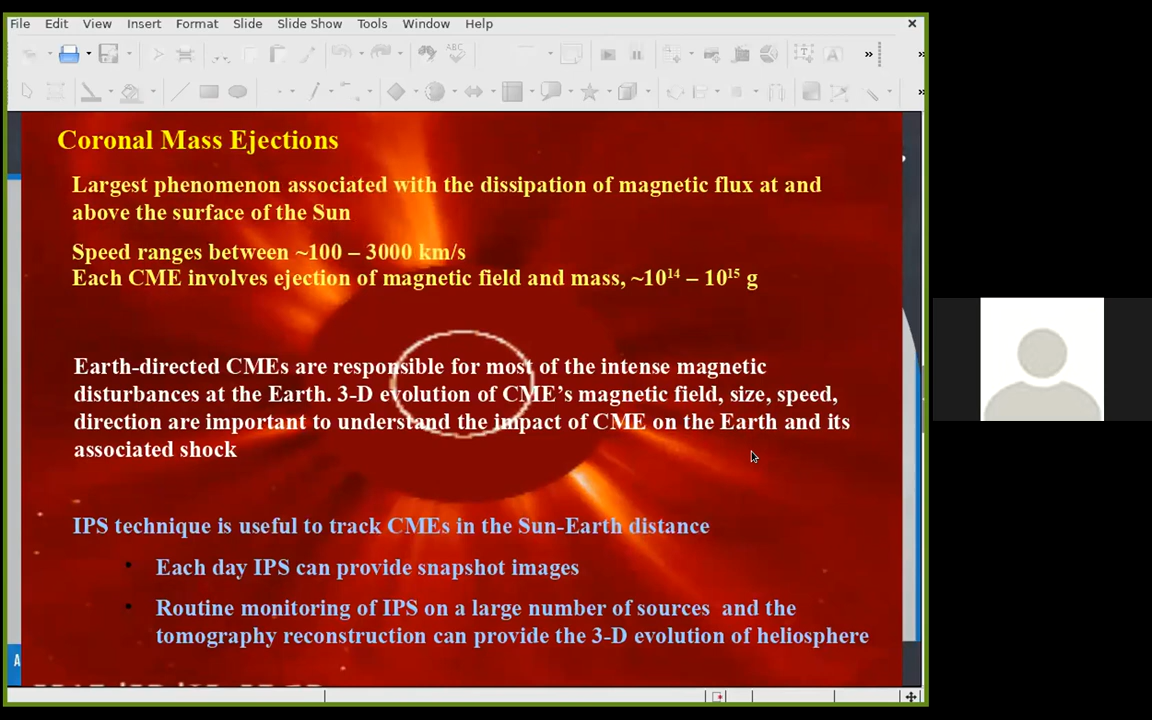 File Edit View Insert Format Slide Slide Show Tools Window Help
ABC
Coronal Mass Ejections
Largest phenomenon associated with the dissipation of magnetic flux at and
above the surface of the Sun
Speed ranges between ~100 – 3000 km/s
Each CME involves ejection of magnetic field and mass, ~10¹⁴ – 10¹⁵ g
Earth-directed CMEs are responsible for most of the intense magnetic
disturbances at the Earth. 3-D evolution of CME’s magnetic field, size, speed,
direction are important to understand the impact of CME on the Earth and its
associated shock
IPS technique is useful to track CMEs in the Sun-Earth distance
• Each day IPS can provide snapshot images
• Routine monitoring of IPS on a large number of sources and the
tomography reconstruction can provide the 3-D evolution of heliosphere
A